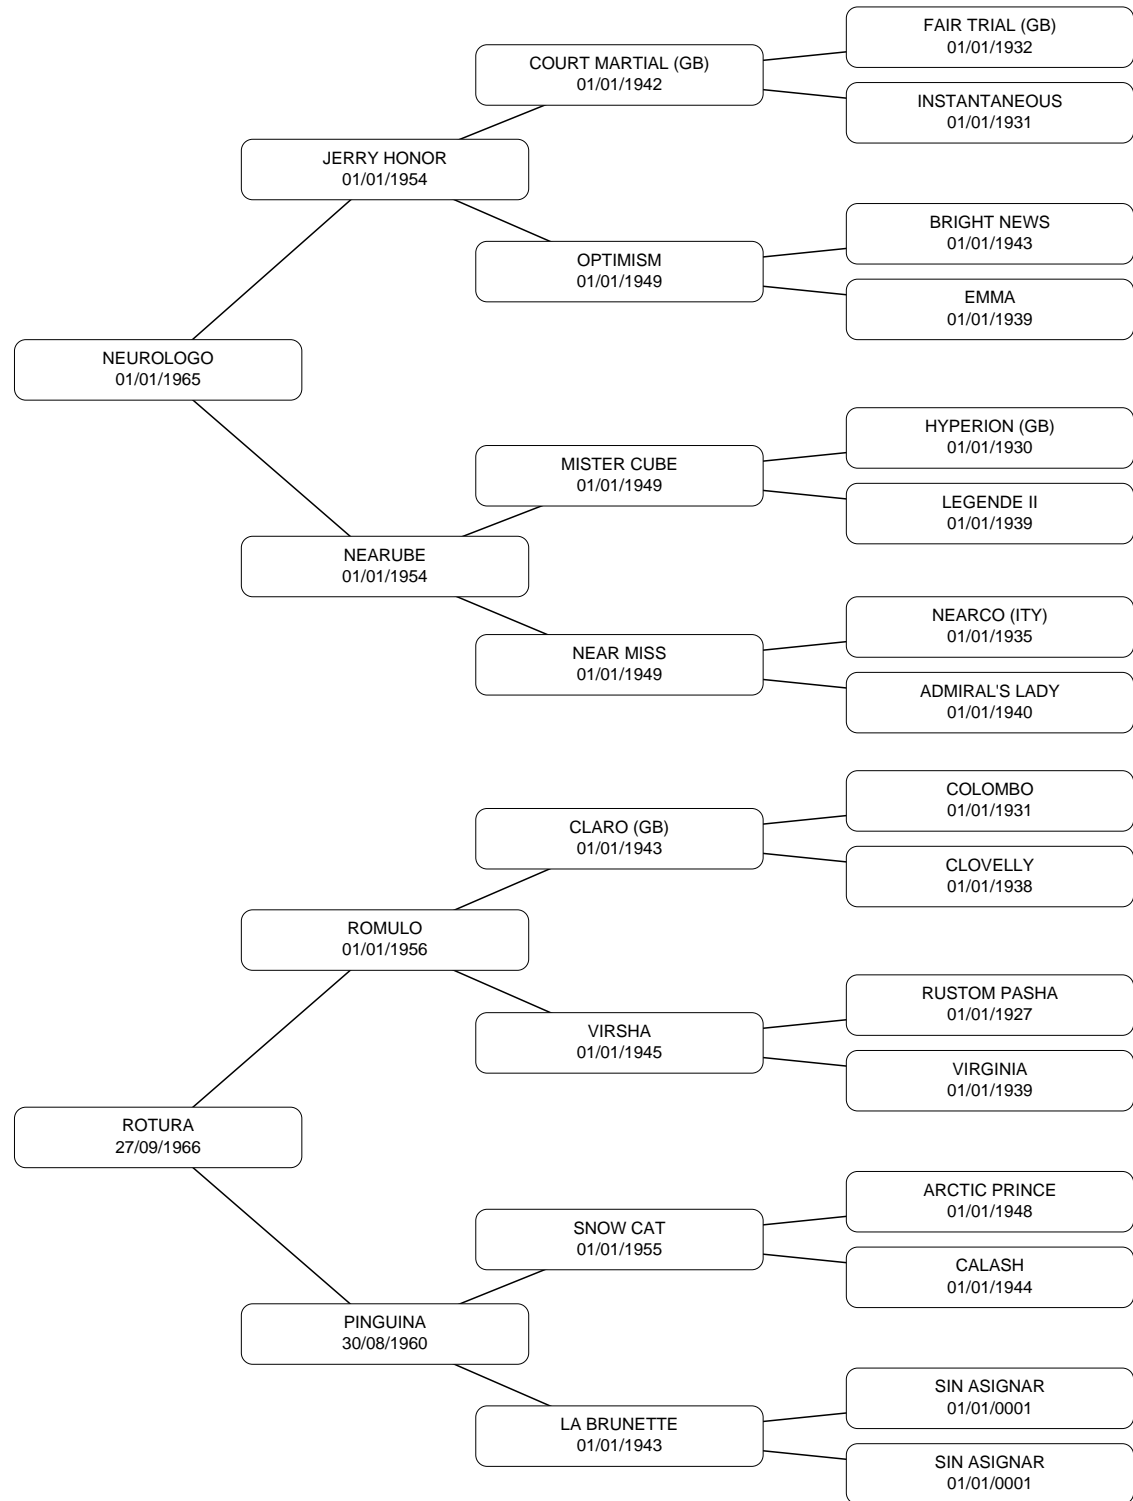 FAIR TRIAL (GB)
01/01/1932
COURT MARTIAL (GB)
01/01/1942
INSTANTANEOUS
01/01/1931
JERRY HONOR
01/01/1954
BRIGHT NEWS
01/01/1943
OPTIMISM
01/01/1949
EMMA
01/01/1939
NEUROLOGO
01/01/1965
HYPERION (GB)
01/01/1930
MISTER CUBE
01/01/1949
LEGENDE II
01/01/1939
NEARUBE
01/01/1954
NEARCO (ITY)
01/01/1935
NEAR MISS
01/01/1949
ADMIRAL'S LADY
01/01/1940
COLOMBO
01/01/1931
CLARO (GB)
01/01/1943
CLOVELLY
01/01/1938
ROMULO
01/01/1956
RUSTOM PASHA
01/01/1927
VIRSHA
01/01/1945
VIRGINIA
01/01/1939
ROTURA
27/09/1966
ARCTIC PRINCE
01/01/1948
SNOW CAT
01/01/1955
CALASH
01/01/1944
PINGUINA
30/08/1960
SIN ASIGNAR
01/01/0001
LA BRUNETTE
01/01/1943
SIN ASIGNAR
01/01/0001